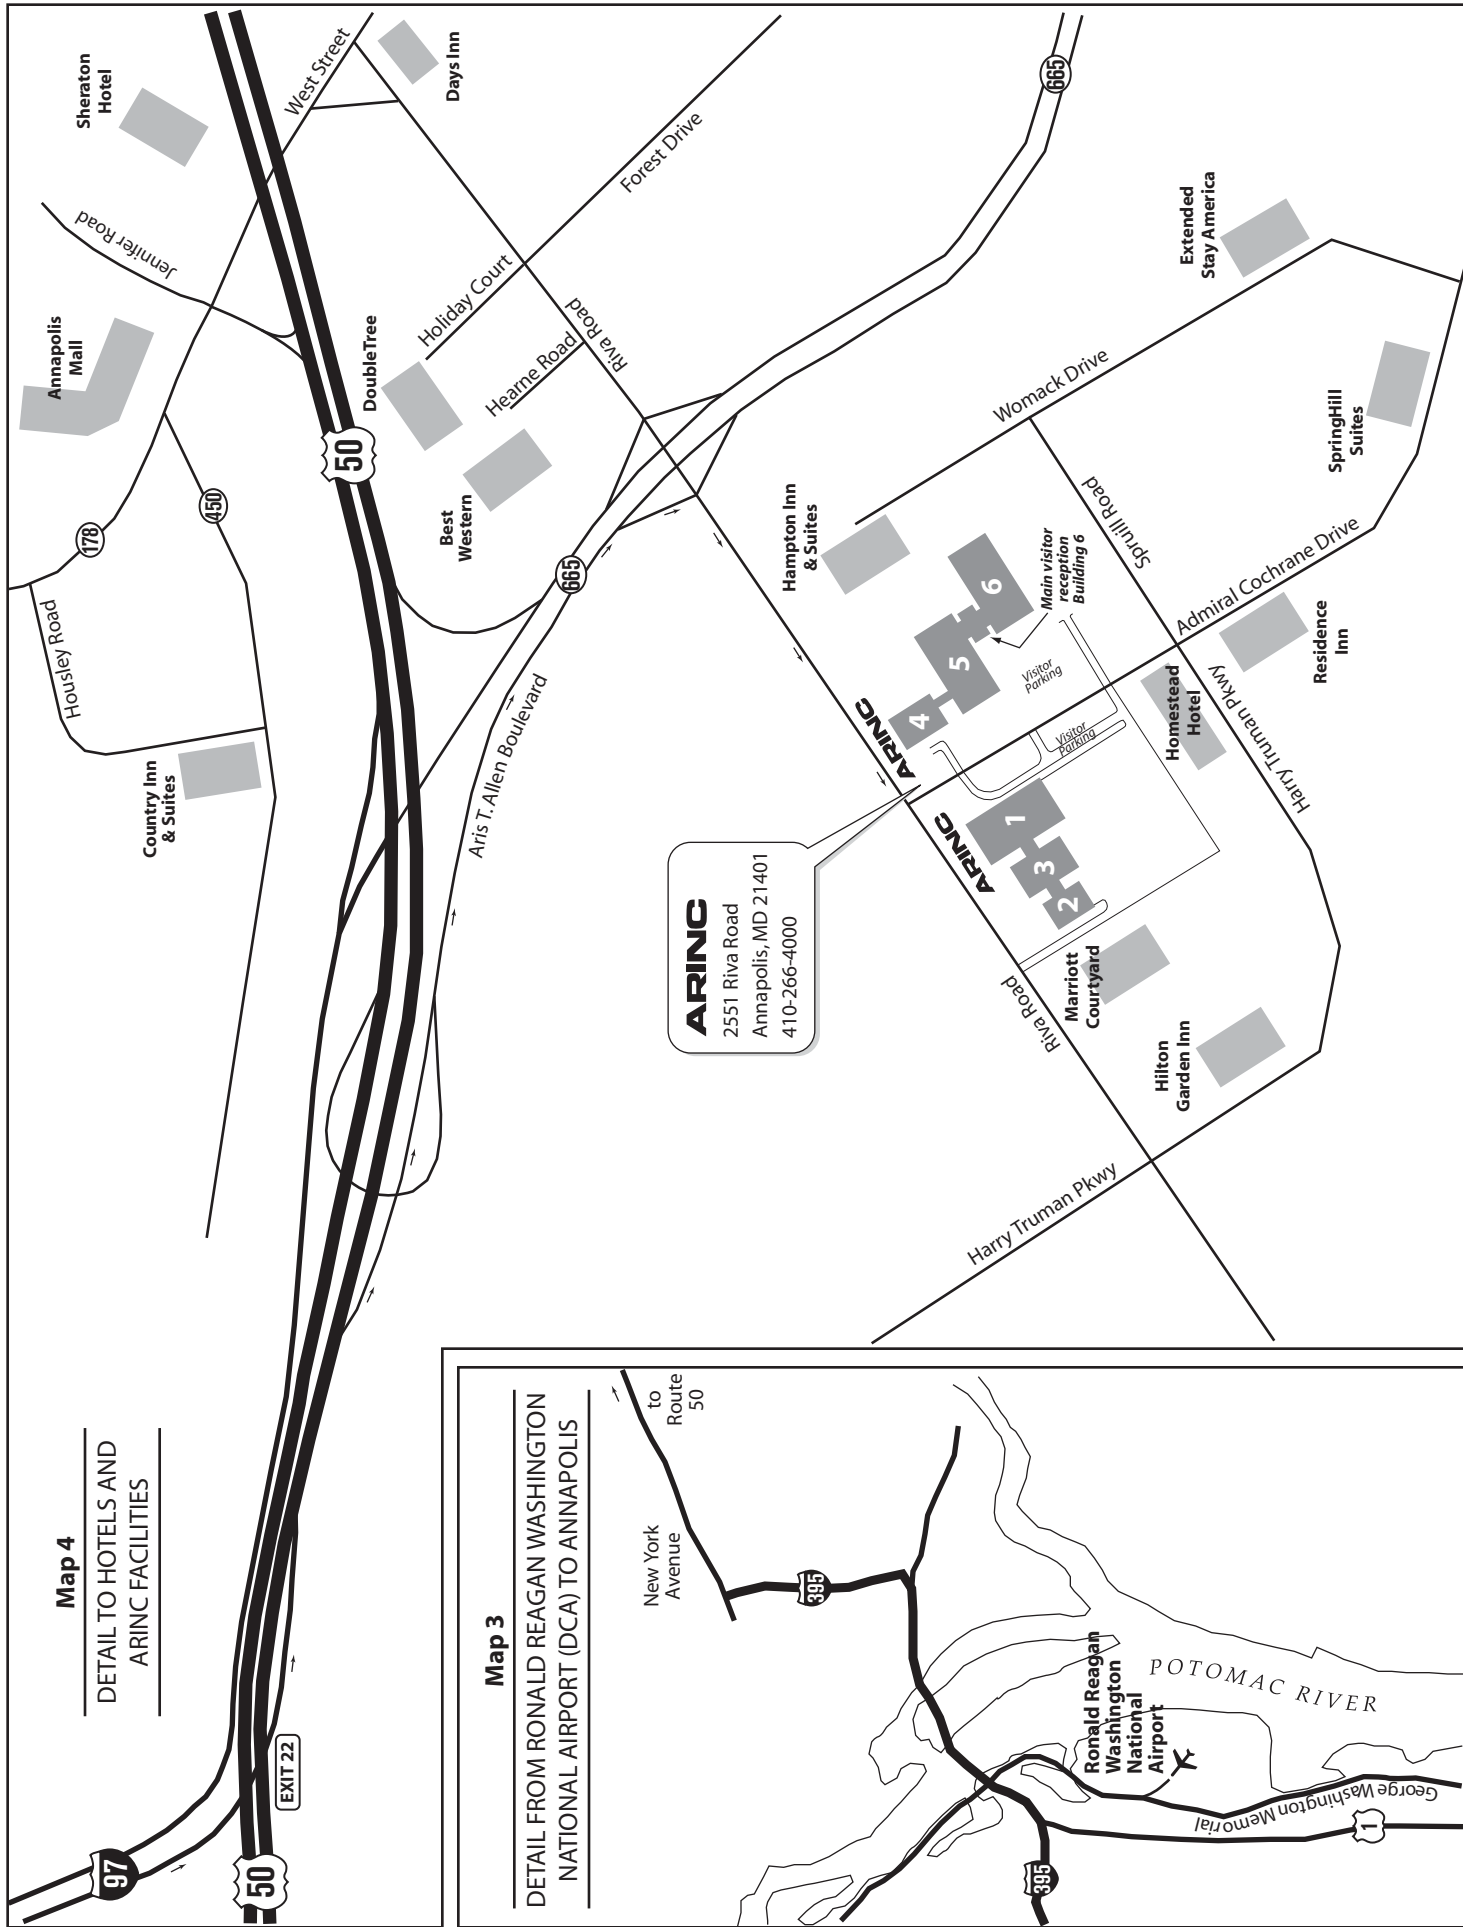 Map 4
DETAIL TO HOTELS AND
ARINC FACILITIES
97
50
EXIT 22
Country Inn
& Suites
Housley Road
178
450
Annapolis
Mall
Jennifer Road
Sheraton
Hotel
West Street
Days Inn
50
DoubleTree
Best
Western
Holiday Court
Hearne Road
Riva Road
Forest Drive
665
665
Aris T. Allen Boulevard
ARINC
2551 Riva Road
Annapolis, MD 21401
410-266-4000
Hampton Inn
& Suites
ARINC
4
5
6
Main visitor
reception
Building 6
Visitor
Parking
Visitor
Parking
ARINC
1
3
2
Womack Drive
Spruill Road
Admiral Cochrane Drive
Extended
Stay America
SpringHill
Suites
Residence
Inn
Homestead
Hotel
Harry Truman Pkwy
Marriott
Courtyard
Riva Road
Hilton
Garden Inn
Harry Truman Pkwy
Map 3
DETAIL FROM RONALD REAGAN WASHINGTON
NATIONAL AIRPORT (DCA) TO ANNAPOLIS
New York
Avenue
to
Route
50
395
395
Ronald Reagan
Washington
National
Airport
POTOMAC RIVER
George Washington Memorial
1